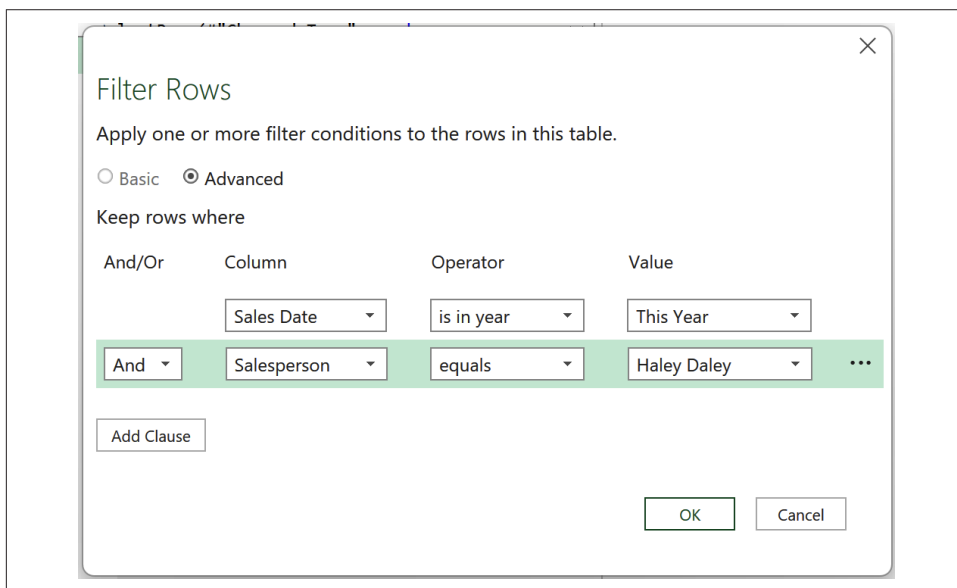 Filter Rows
Apply one or more filter conditions to the rows in this table.
Basic Advanced
Keep rows where
And/Or Column Operator Value
Sales Date is in year This Year
And Salesperson equals Haley Daley ...
Add Clause
OK Cancel